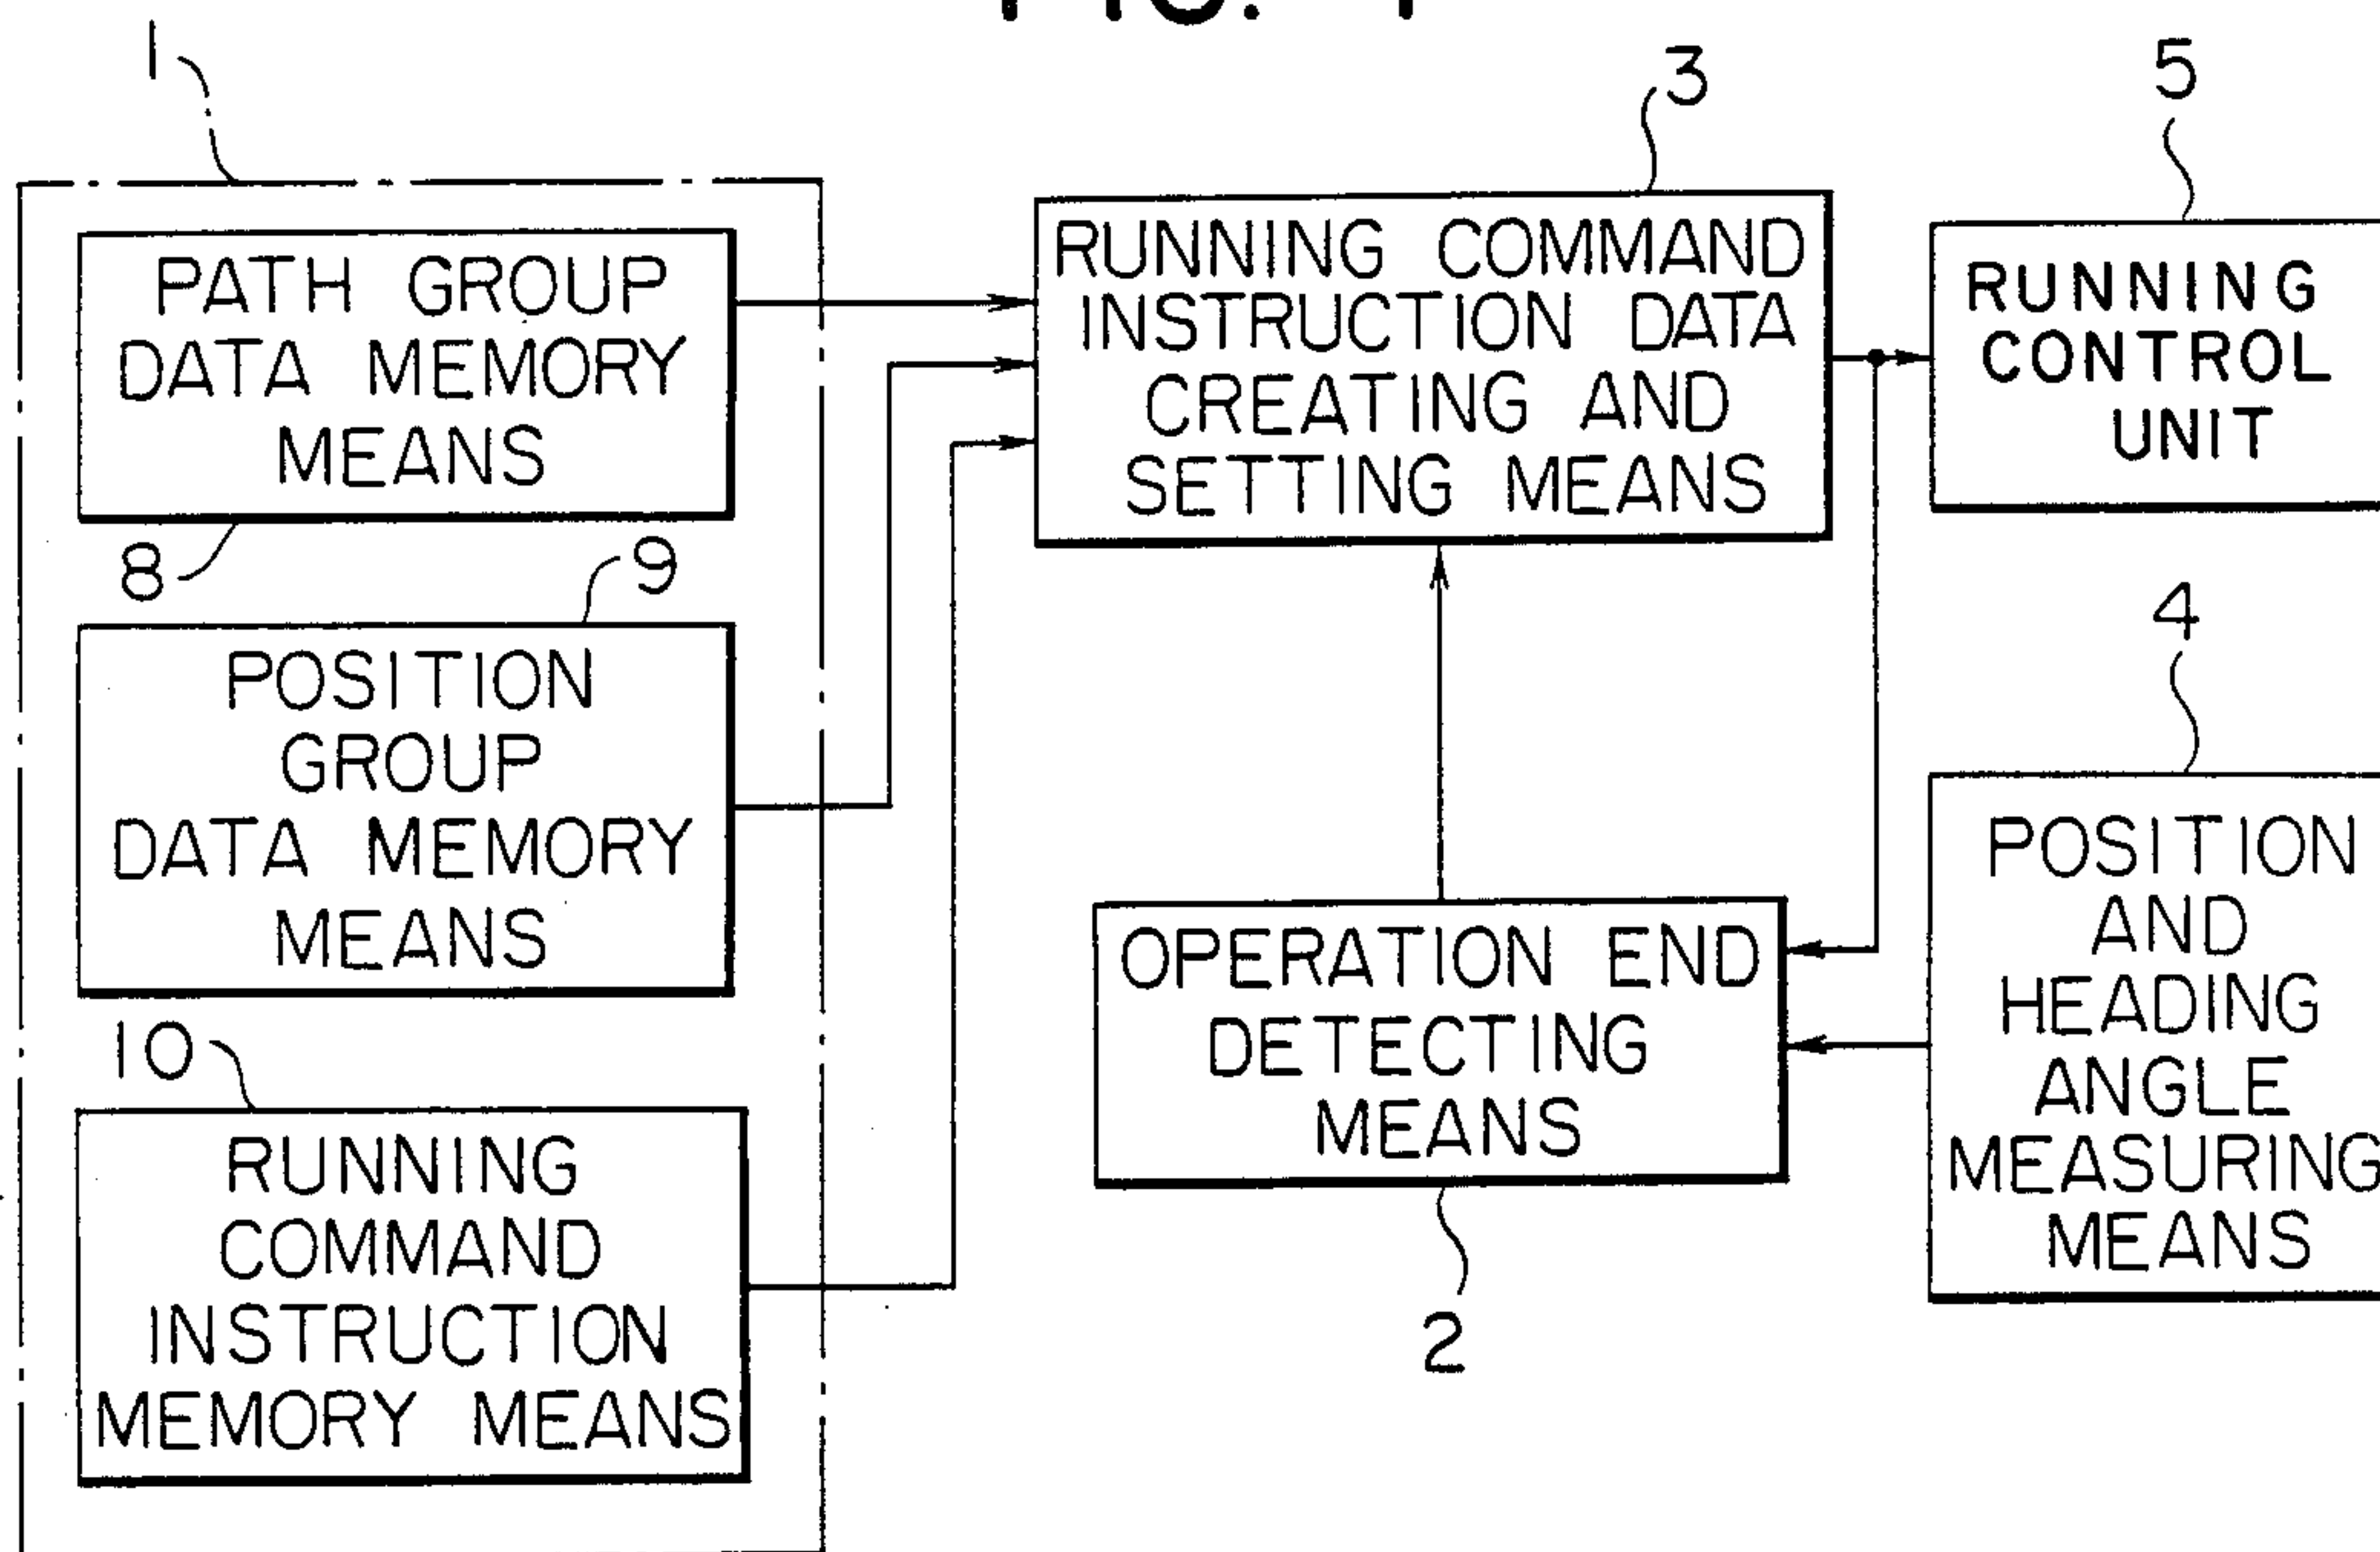 1
3
5
PATH GROUP
DATA MEMORY
MEANS
RUNNING COMMAND
INSTRUCTION DATA
CREATING AND
SETTING MEANS
RUNNING
CONTROL
UNIT
8
9
4
POSITION
GROUP
DATA MEMORY
MEANS
OPERATION END
DETECTING
MEANS
POSITION
AND
HEADING
ANGLE
MEASURING
MEANS
10
2
RUNNING
COMMAND
INSTRUCTION
MEMORY MEANS